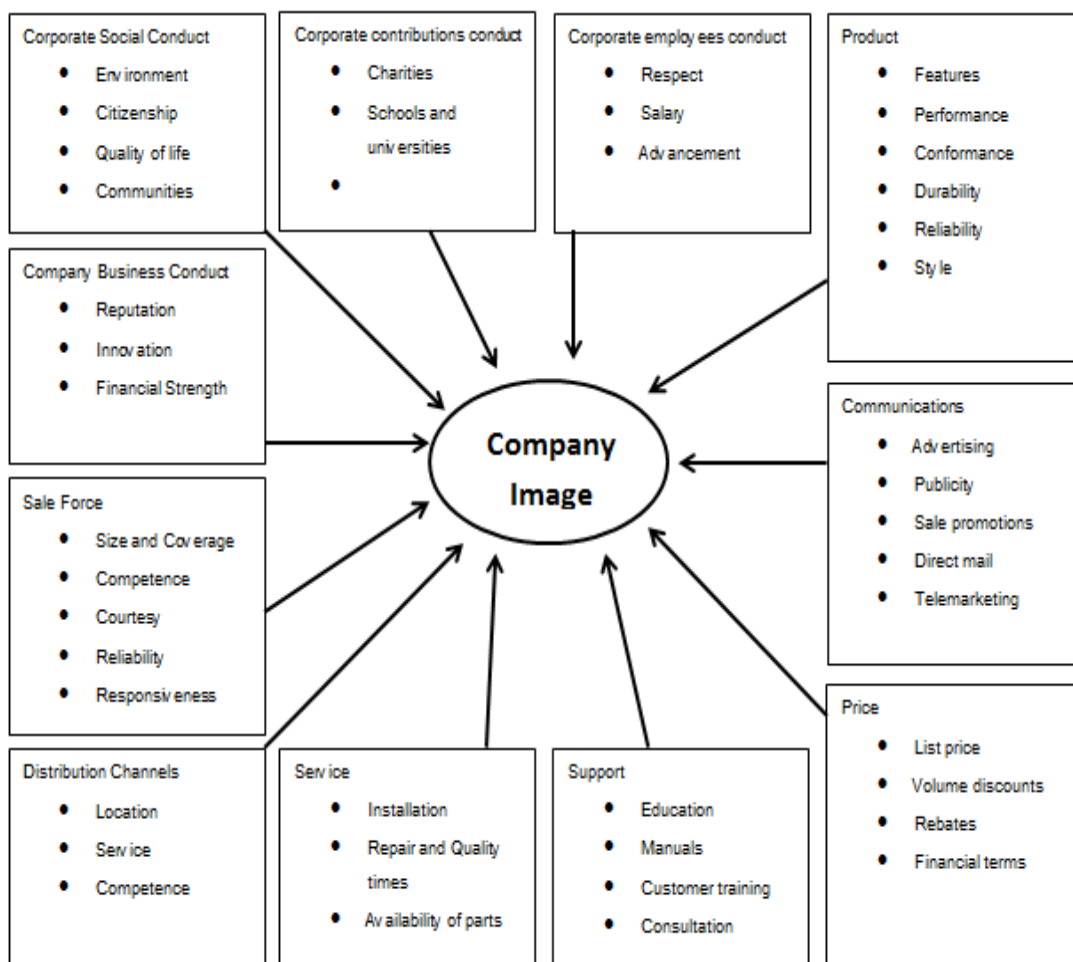 Corporate Social Conduct
• Environment
• Citizenship
• Quality of life
• Communities
Corporate contributions conduct
• Charities
• Schools and
universities
•
Corporate employees conduct
• Respect
• Salary
• Advancement
Product
• Features
• Performance
• Conformance
• Durability
• Reliability
• Style
Company Business Conduct
• Reputation
• Innovation
• Financial Strength
Company
Image
Communications
• Advertising
• Publicity
• Sale promotions
• Direct mail
• Telemarketing
Sale Force
• Size and Coverage
• Competence
• Courtesy
• Reliability
• Responsiveness
Distribution Channels
• Location
• Service
• Competence
Service
• Installation
• Repair and Quality
times
• Availability of parts
Support
• Education
• Manuals
• Customer training
• Consultation
Price
• List price
• Volume discounts
• Rebates
• Financial terms